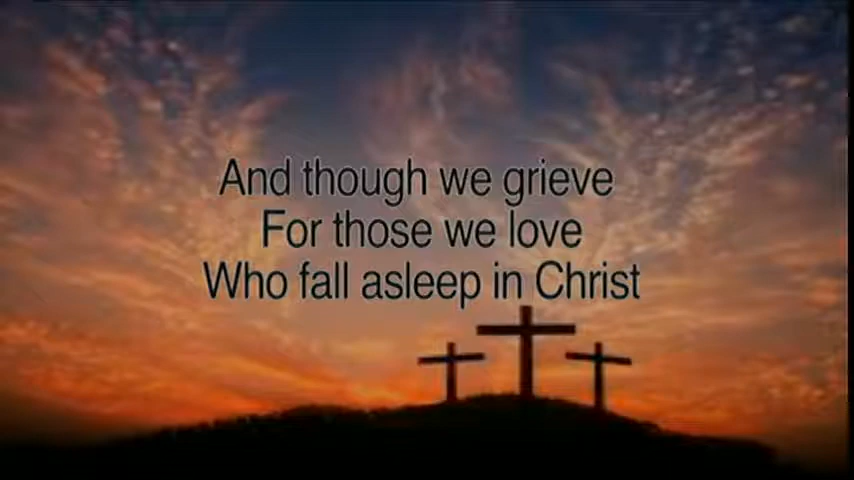 And though we grieve
For those we love
Who fall asleep in Christ